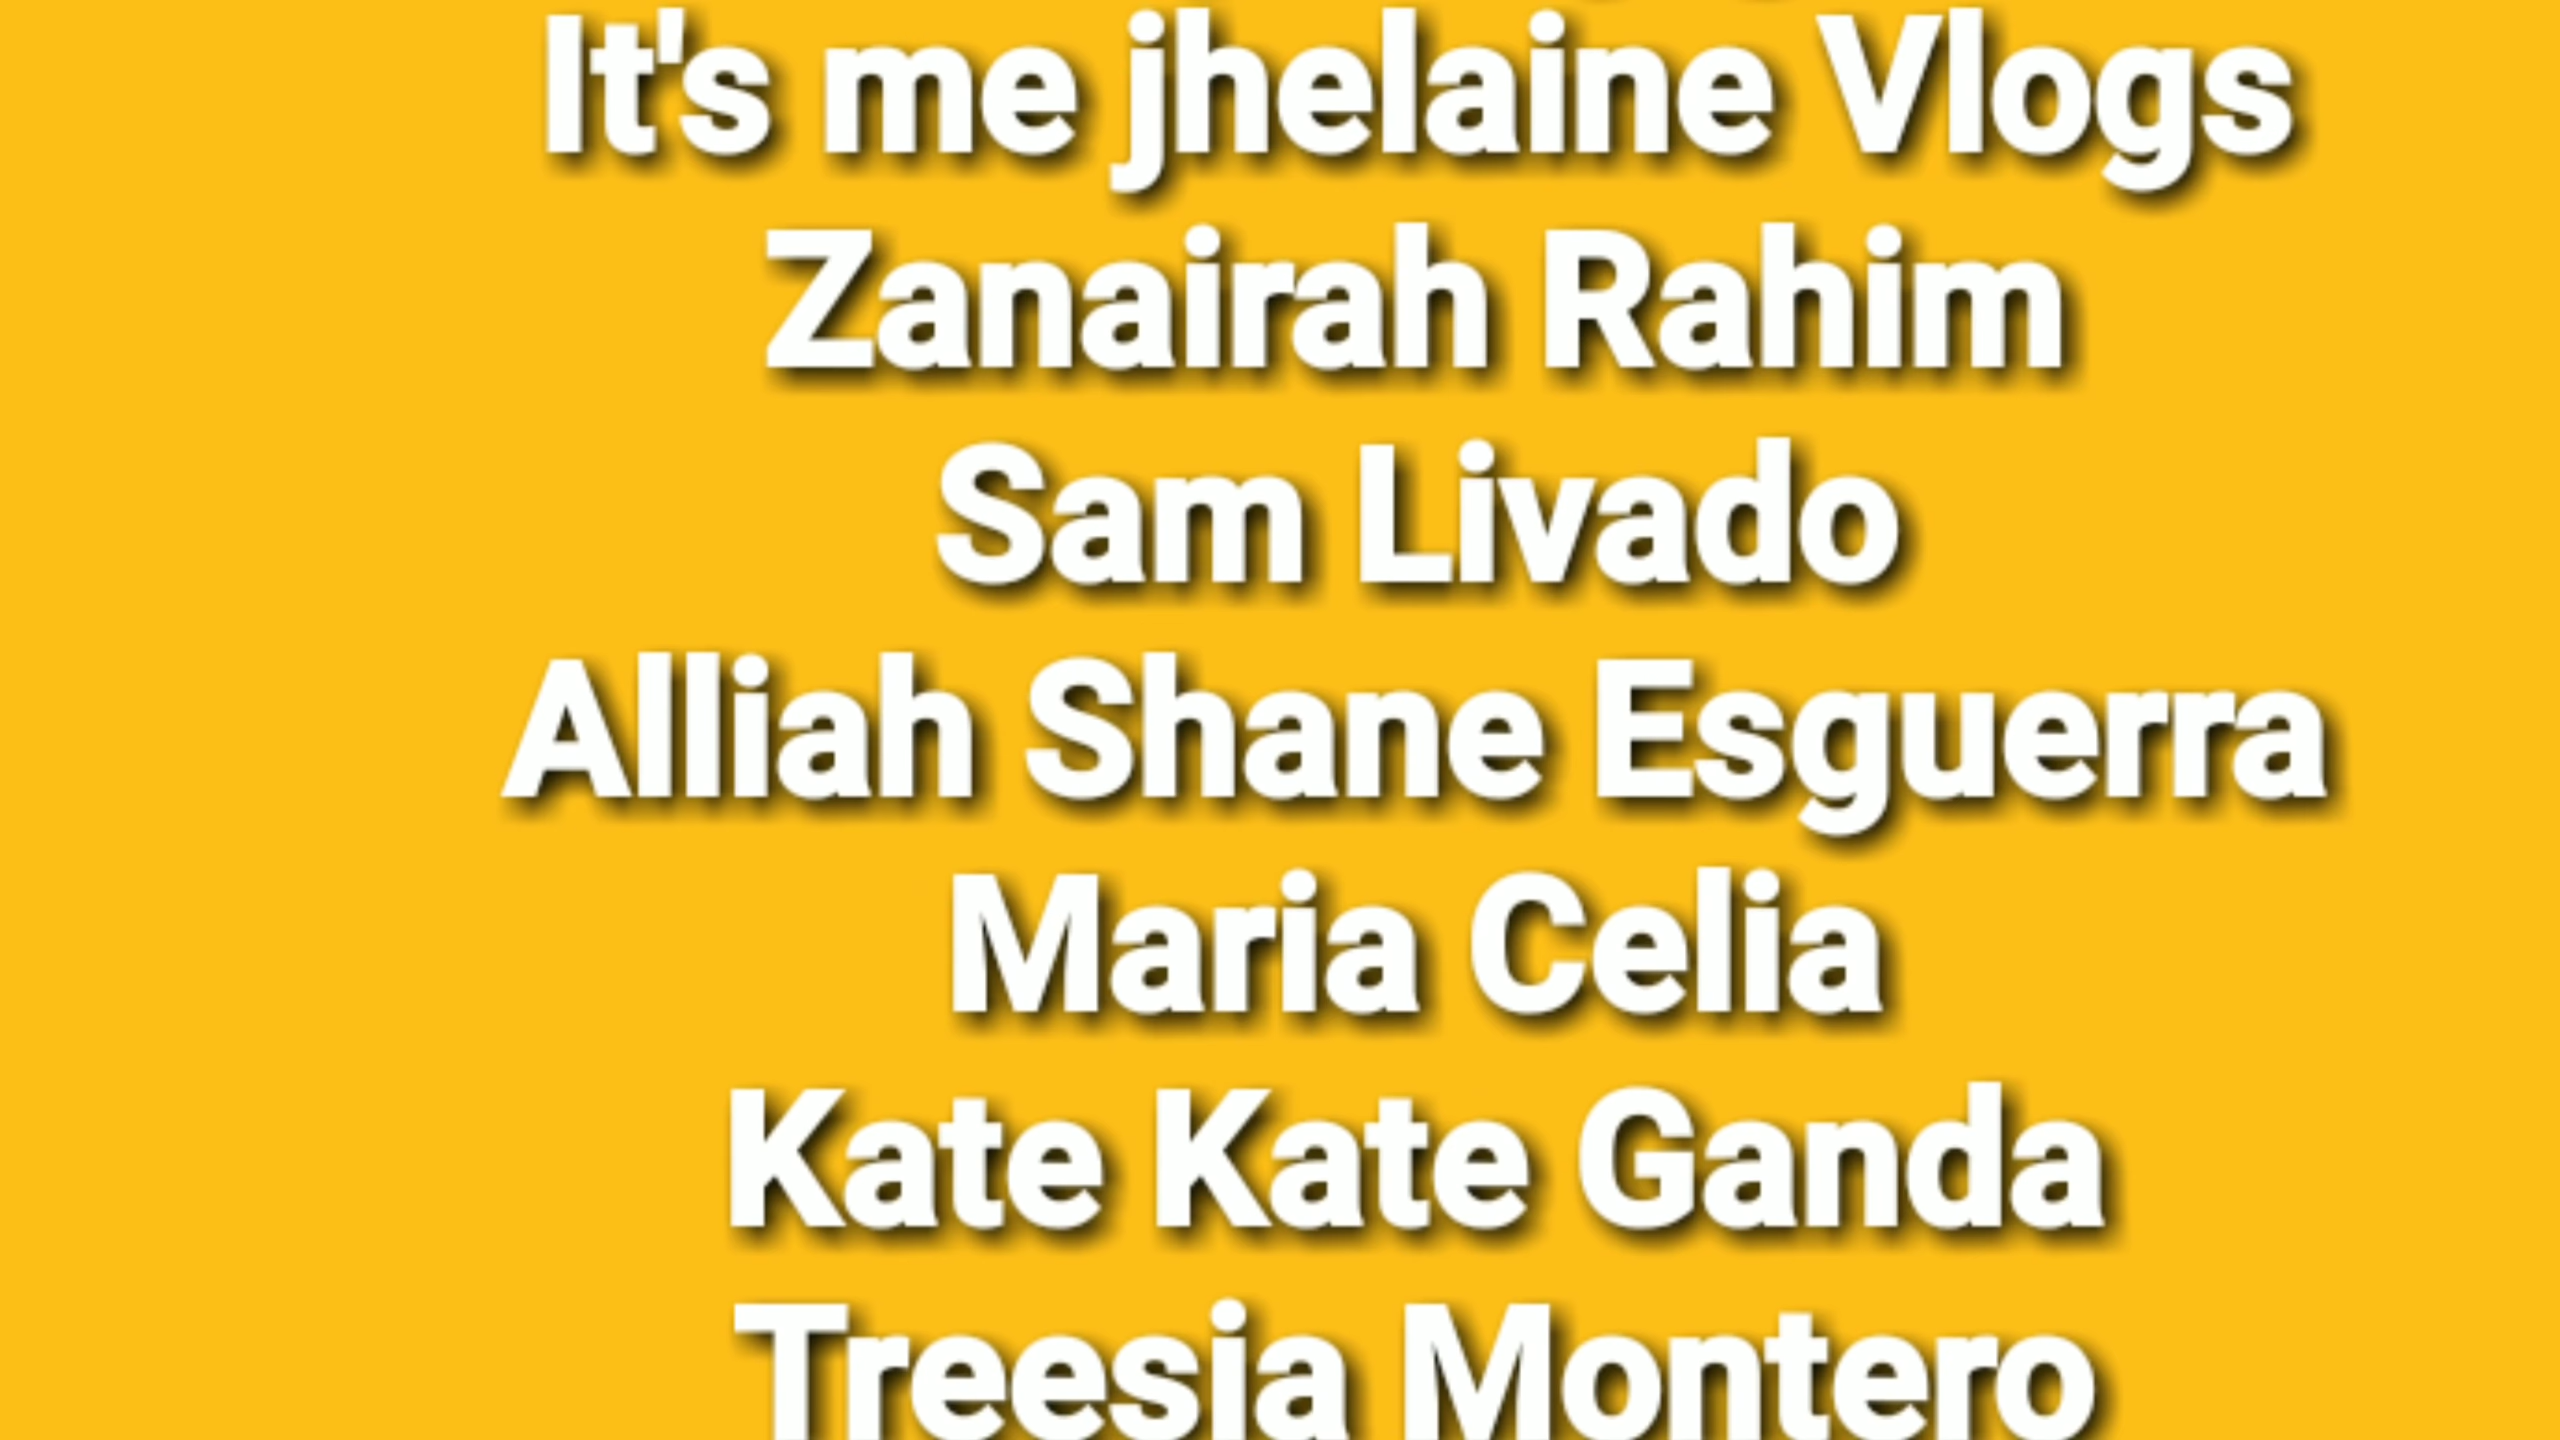 It's me jhelaine Vlogs
Zanairah Rahim
Sam Livado
Alliah Shane Esguerra
Maria Celia
Kate Kate Ganda
Treesia Montero